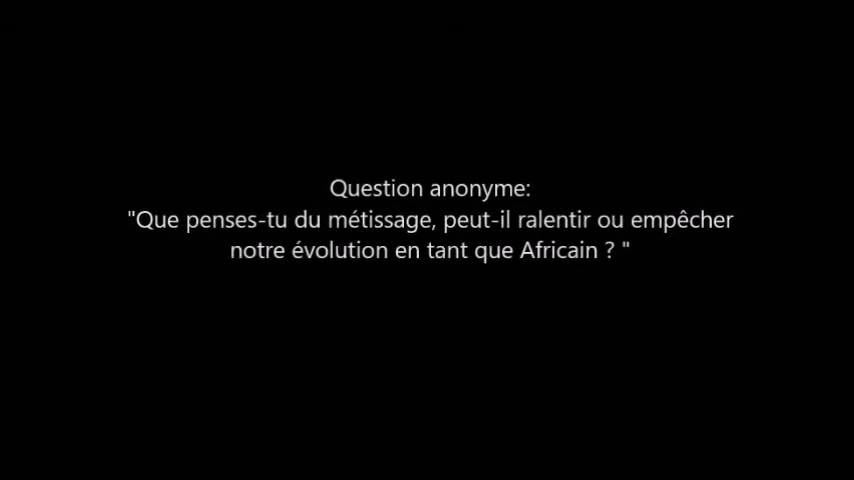 Question anonyme:
"Que penses-tu du métissage, peut-il ralentir ou empêcher
notre évolution en tant que Africain ? "